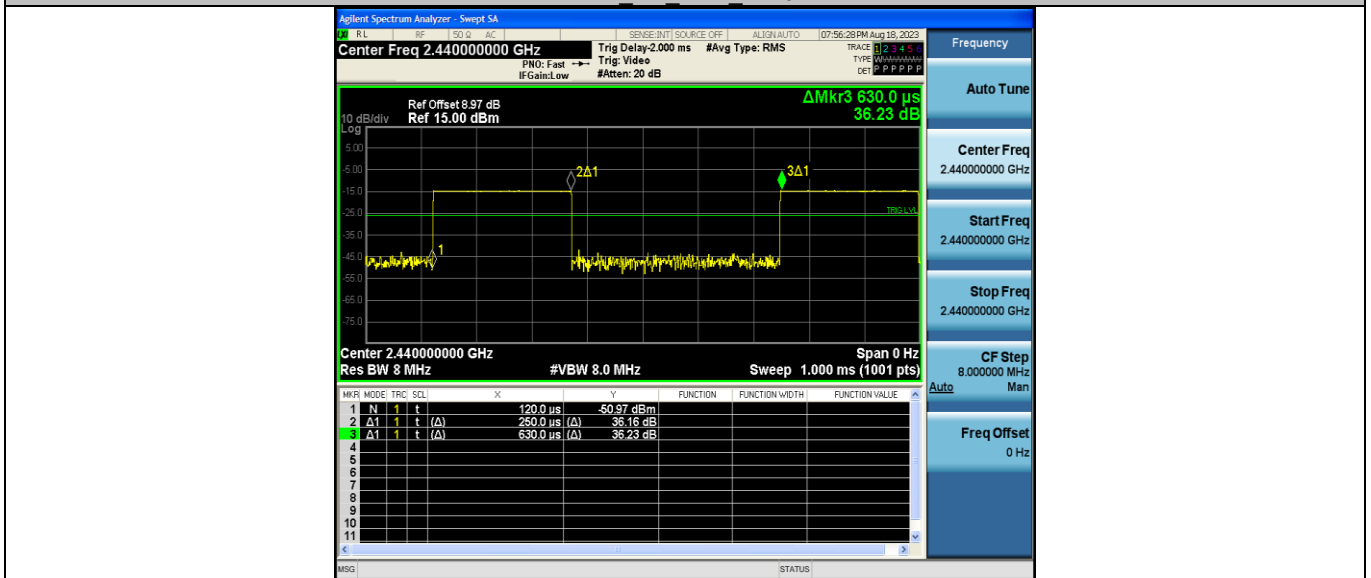 Agilent Spectrum Analyzer - Swept SA
LXI RL RF 50 Ω AC SENSE:INT SOURCE OFF ALIGN AUTO 07:56:28 PM Aug 18, 2023
Center Freq 2.440000000 GHz Trig Delay-2.000 ms #Avg Type: RMS TRACE 1 2 3 4 5 6
PNO: Fast Trig: Video TYPE WWWWWW
IFGain:Low #Atten: 20 dB DET P P P P P P
Frequency
Auto Tune
ΔMkr3 630.0 µs
Ref Offset 8.97 dB
10 dB/div Ref 15.00 dBm 36.23 dB
Log
5.00
-5.00
-15.0
-25.0
-35.0
-45.0
-55.0
-65.0
-75.0
2Δ1
3Δ1
TRIG LVL
1
Center 2.440000000 GHz Span 0 Hz
Res BW 8 MHz #VBW 8.0 MHz Sweep 1.000 ms (1001 pts)
Center Freq
2.440000000 GHz
Start Freq
2.440000000 GHz
Stop Freq
2.440000000 GHz
CF Step
8.000000 MHz
Auto Man
Freq Offset
0 Hz
MKR MODE TRC SCL X Y FUNCTION FUNCTION WIDTH FUNCTION VALUE
1 N 1 t 120.0 µs -50.97 dBm
2 Δ1 1 t (Δ) 250.0 µs (Δ) 36.16 dB
3 Δ1 1 t (Δ) 630.0 µs (Δ) 36.23 dB
4
5
6
7
8
9
10
11
MSG STATUS